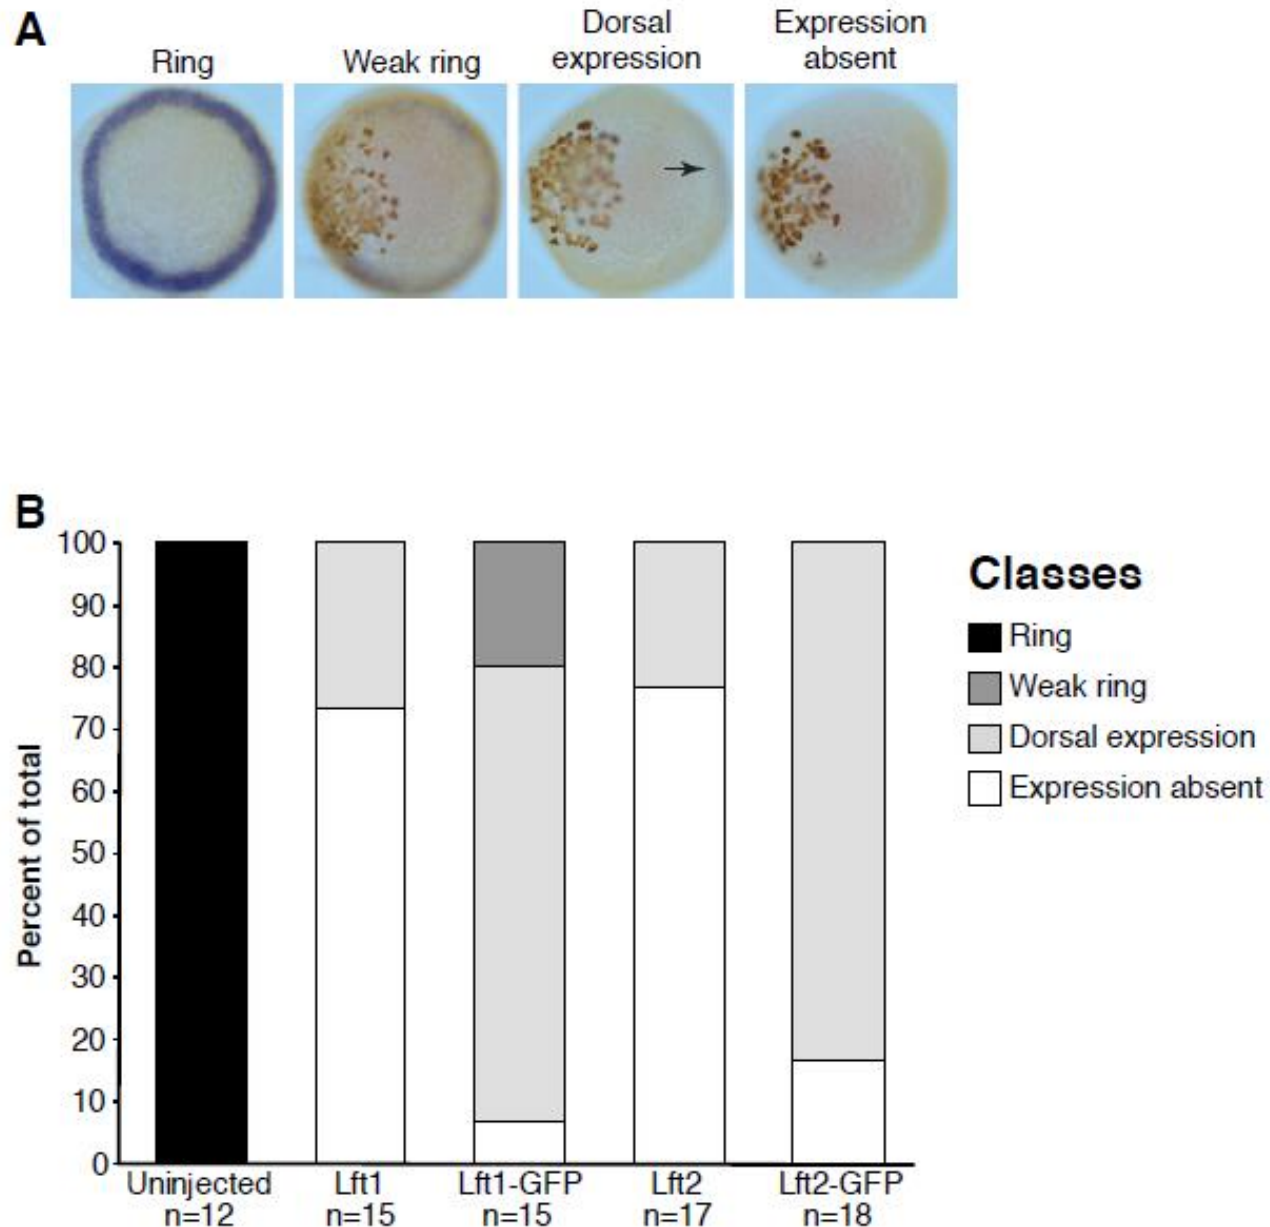 A
Ring
Weak ring
Dorsal
expression
Expression
absent
B
Percent of total
100
90
80
70
60
50
40
30
20
10
0
Uninjected
n=12
Lft1
n=15
Lft1-GFP
n=15
Lft2
n=17
Lft2-GFP
n=18
Classes
Ring
Weak ring
Dorsal expression
Expression absent